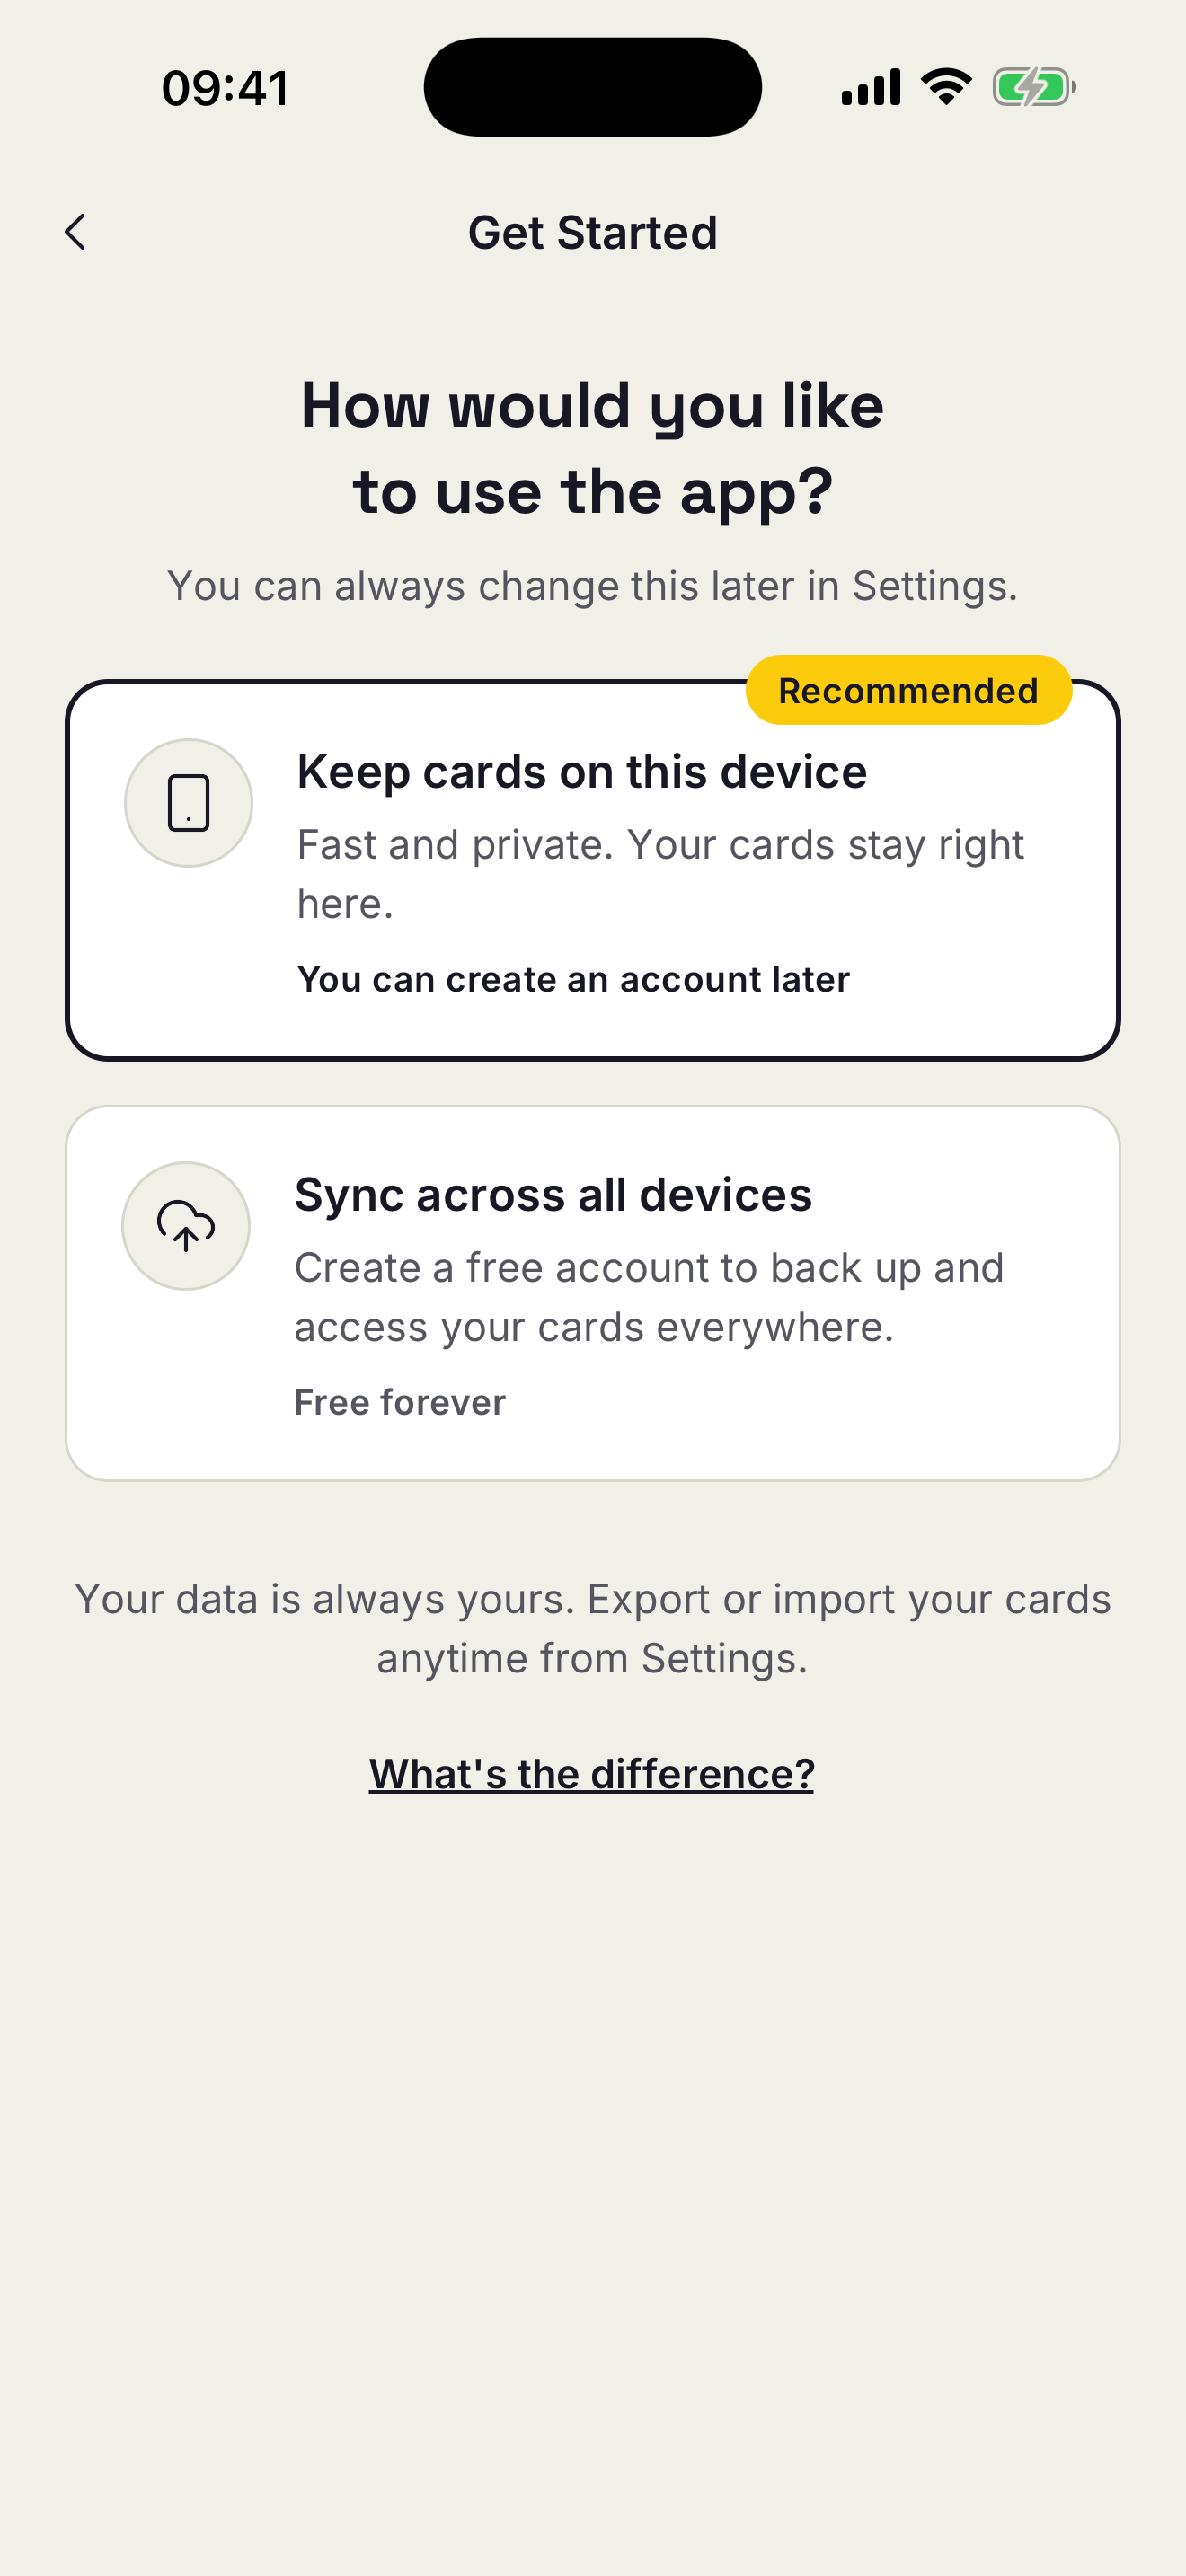 09:41
Get Started
How would you like
to use the app?
You can always change this later in Settings.
Recommended
Keep cards on this device
Fast and private. Your cards stay right
here.
You can create an account later
Sync across all devices
Create a free account to back up and
access your cards everywhere.
Free forever
Your data is always yours. Export or import your cards
anytime from Settings.
What's the difference?